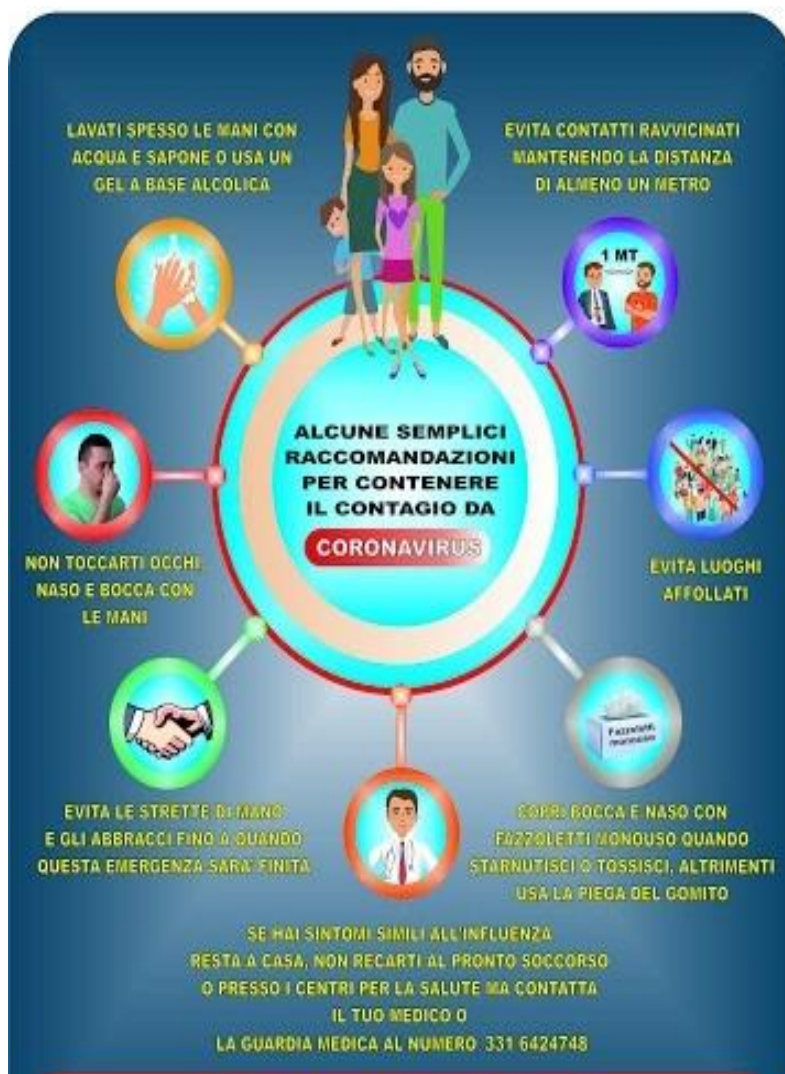 LAVATI SPESSO LE MANI CON
ACQUA E SAPONE O USA UN
GEL A BASE ALCOLICA
EVITA CONTATTI RAVVICINATI
MANTENENDO LA DISTANZA
DI ALMENO UN METRO
1 MT
ALCUNE SEMPLICI
RACCOMANDAZIONI
PER CONTENERE
IL CONTAGIO DA
CORONAVIRUS
NON TOCCARTI OCCHI,
NASO E BOCCA CON
LE MANI
EVITA LUOGHI
AFFOLLATI
Fazzoletti
monouso
EVITA LE STRETTE DI MANO
E GLI ABBRACCI FINO A QUANDO
QUESTA EMERGENZA SARA' FINITA
COPRI BOCCA E NASO CON
FAZZOLETTI MONOUSO QUANDO
STARNUTISCI O TOSSISCI, ALTRIMENTI
USA LA PIEGA DEL GOMITO
SE HAI SINTOMI SIMILI ALL'INFLUENZA
RESTA A CASA, NON RECARTI AL PRONTO SOCCORSO
O PRESSO I CENTRI PER LA SALUTE MA CONTATTA
IL TUO MEDICO O
LA GUARDIA MEDICA AL NUMERO 331 6424748